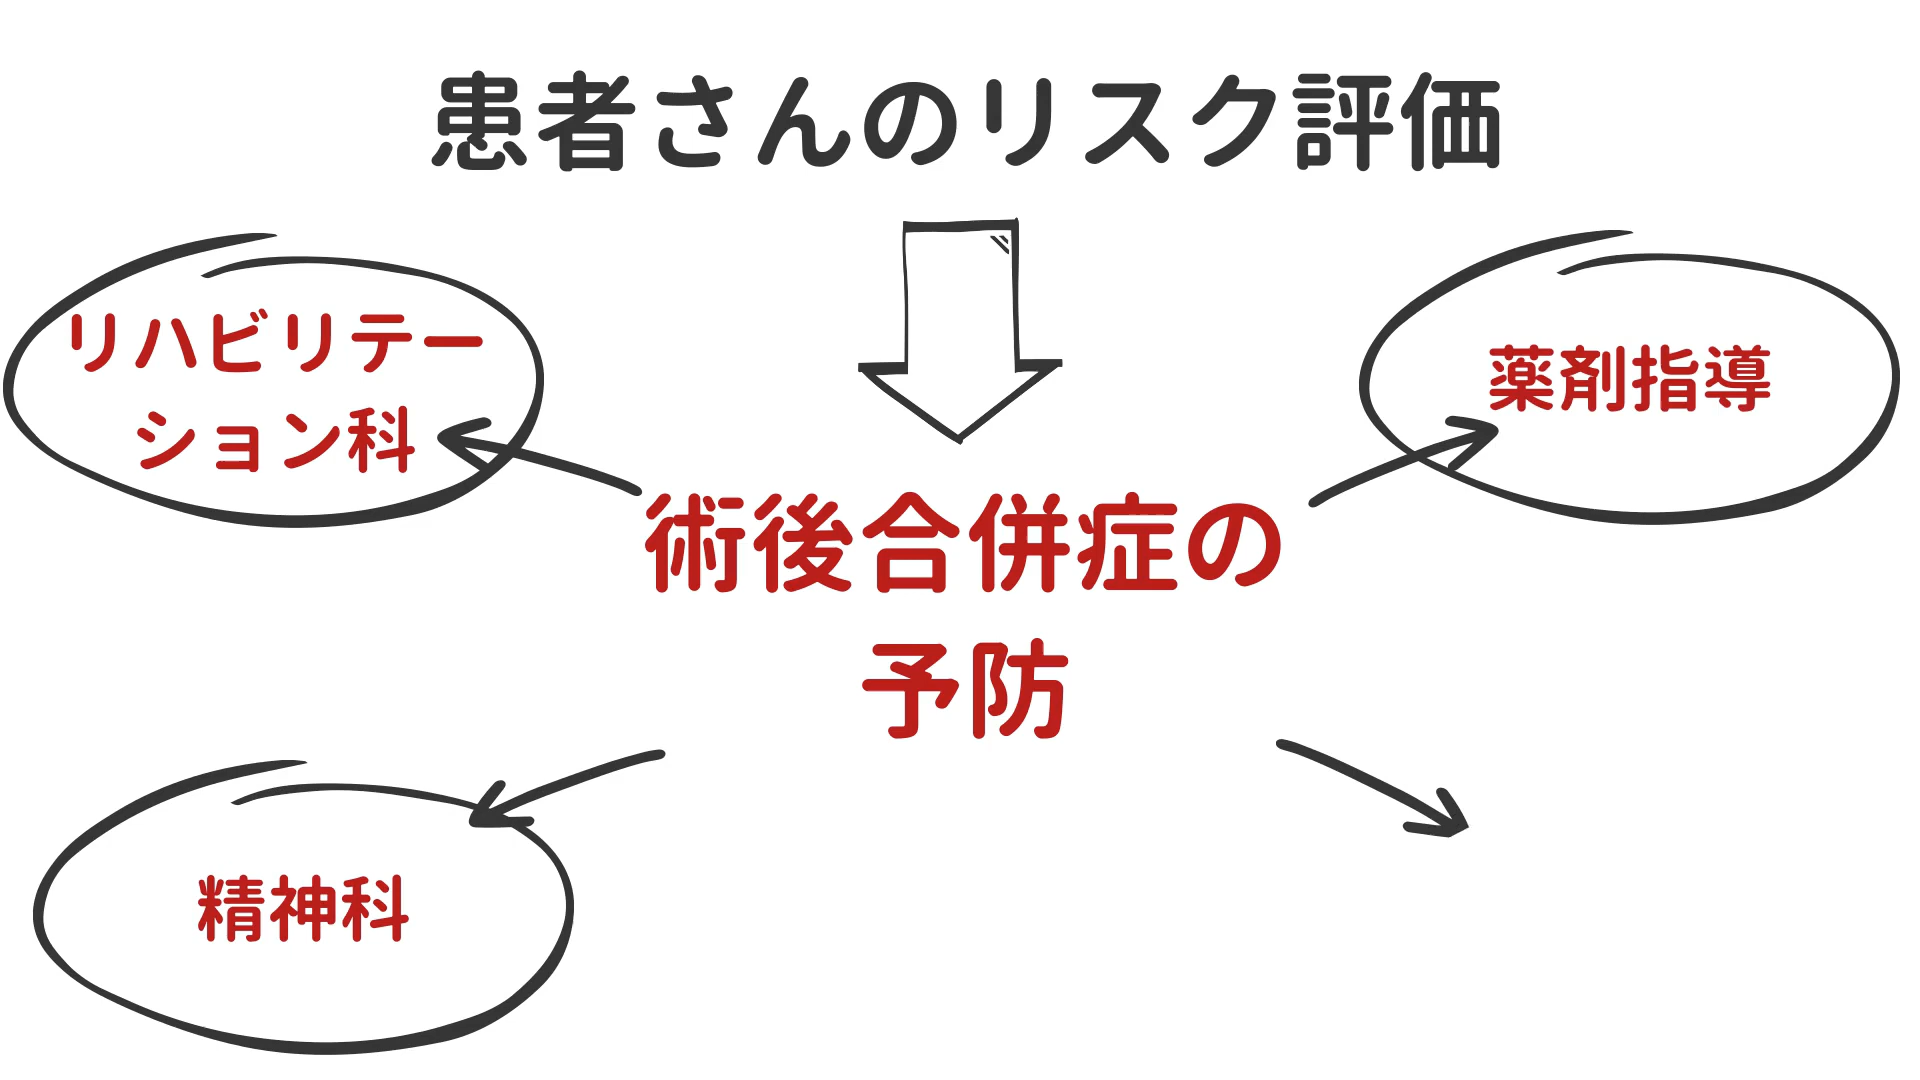 患者さんのリスク評価
リハビリテー
ション科
薬剤指導
術後合併症の
予防
精神科